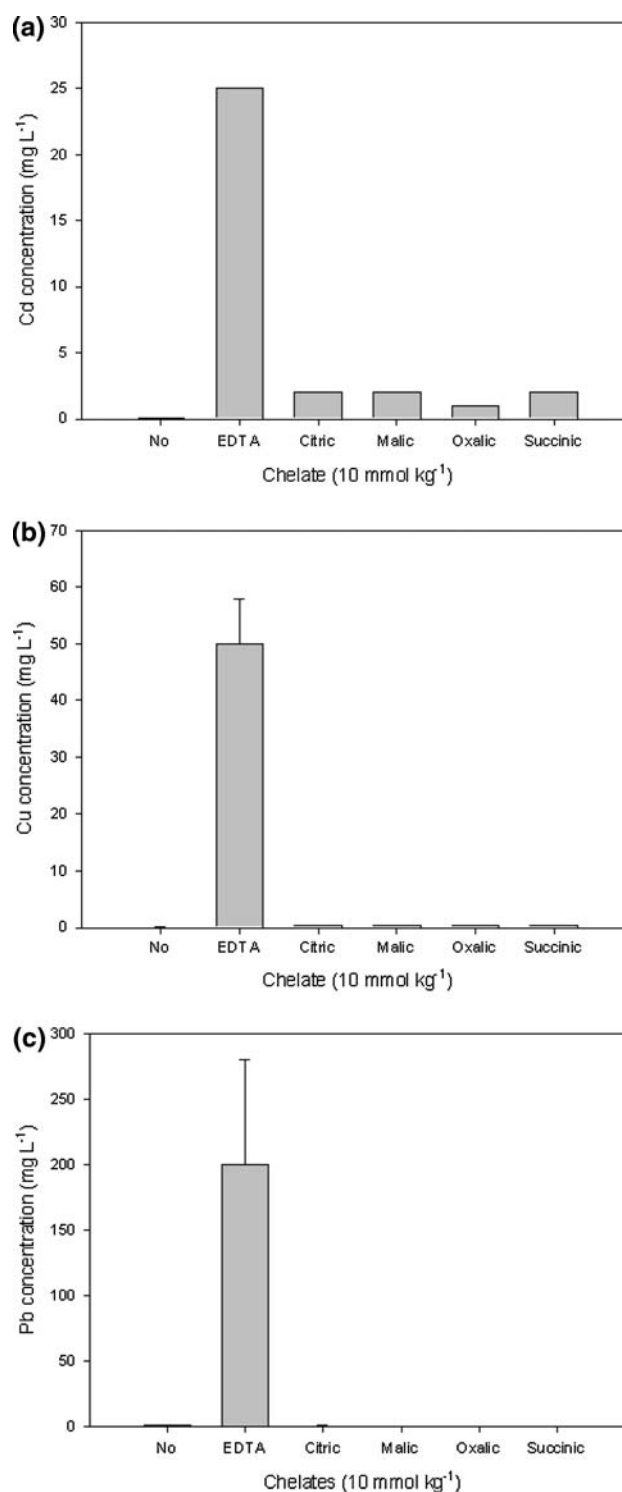 (a)
30
25
20
15
10
5
0
Cd concentration (mg L⁻¹)
No EDTA Citric Malic Oxalic Succinic
Chelate (10 mmol kg⁻¹)
(b)
70
60
50
40
30
20
10
0
Cu concentration (mg L⁻¹)
No EDTA Citric Malic Oxalic Succinic
Chelate (10 mmol kg⁻¹)
(c)
300
250
200
150
100
50
0
Pb concentration (mg L⁻¹)
No EDTA Citric Malic Oxalic Succinic
Chelates (10 mmol kg⁻¹)